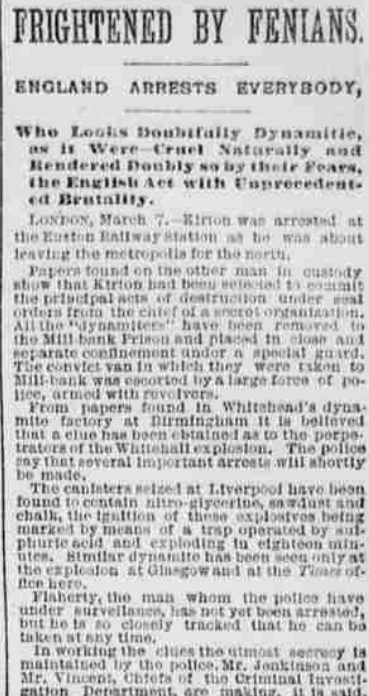 FRIGHTENED BY FENIANS.
ENGLAND ARRESTS EVERYBODY,
Who Looks Doubtfully Dynamitic,
as it Were—Cruel Naturally and
Rendered Doubly so by their Fears,
the English Act with Unprecedent-
ed Brutality.
LONDON, March 7.—Kirton was arrested at
the Euston Railway Station as he was about
leaving the metropolis for the north.
Papers found on the other man in custody
show that Kirton had been selected to commit
the principal acts of destruction under seal
orders from the chief of a secret organization.
All the "dynamiters" have been removed to
the Mill-bank Prison and placed in close and
separate confinement under a special guard.
The convict van in which they were taken to
Mill-bank was escorted by a large force of po-
lice, armed with revolvers.
From papers found in Whitehead's dyna-
mite factory at Birmingham it is believed
that a clue has been obtained as to the perpe-
trators of the Whitehall explosion. The police
say that several important arrests will shortly
be made.
The canisters seized at Liverpool have been
found to contain nitro-glycerine, sawdust and
chalk, the ignition of these explosives being
marked by means of a trap operated by sul-
phuric acid and exploding in eighteen min-
utes. Similar dynamite has been seen only at
the explosion at Glasgow and at the Times of-
fice here.
Flaherty, the man whom the police have
under surveilance, has not yet been arrested,
but he is so closely tracked that he can be
taken at any time.
In working the clues the utmost secrecy is
maintained by the police. Mr. Jenkinson and
Mr. Vincent, Chiefs of the Criminal Investi-
gation Department are making